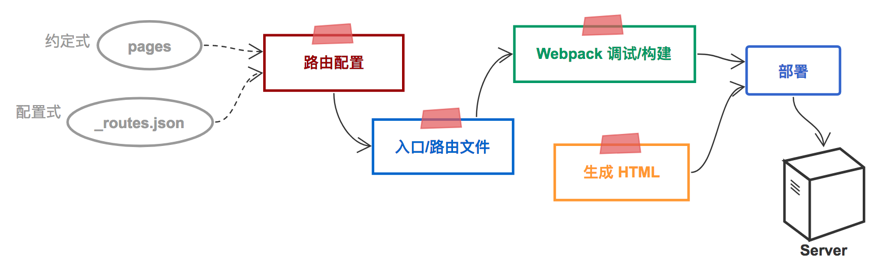 约定式
pages
配置式
_routes.json
路由配置
入口/路由文件
Webpack 调试/构建
生成 HTML
部署
Server